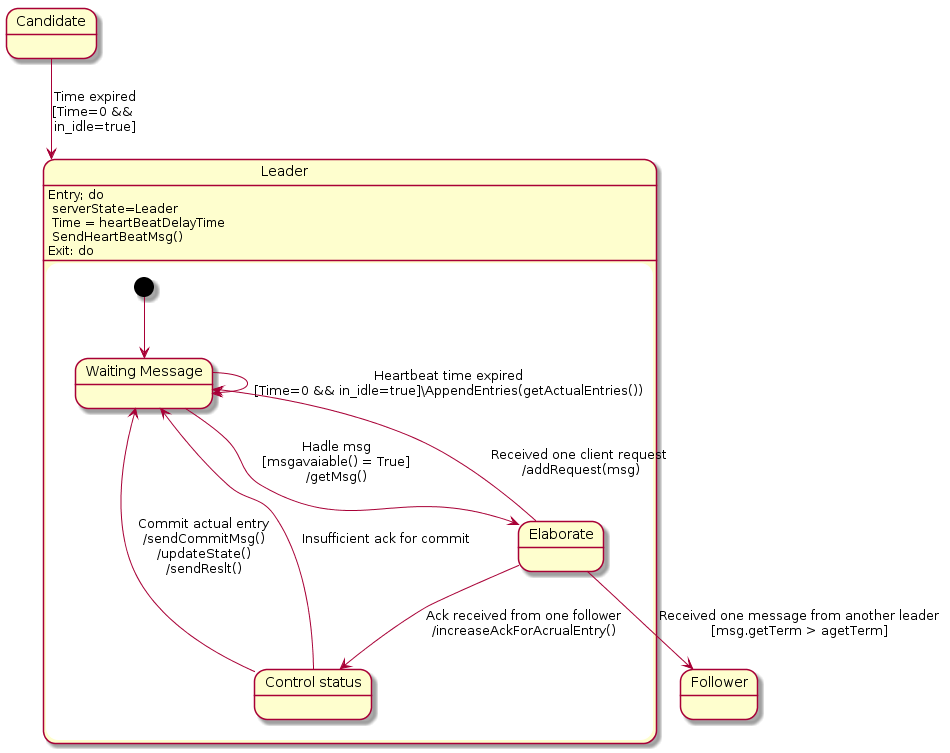 Candidate
Time expired
[Time=0 &&
in_idle=true]
Leader
Entry; do
serverState=Leader
Time = heartBeatDelayTime
SendHeartBeatMsg()
Exit: do
Waiting Message
Heartbeat time expired
[Time=0 && in_idle=true]\AppendEntries(getActualEntries())
Hadle msg
[msgavaiable() = True]
/getMsg()
Received one client request
/addRequest(msg)
Elaborate
Commit actual entry
/sendCommitMsg()
/updateState()
/sendReslt()
Insufficient ack for commit
Ack received from one follower
/increaseAckForAcrualEntry()
Received one message from another leader
[msg.getTerm > agetTerm]
Control status
Follower